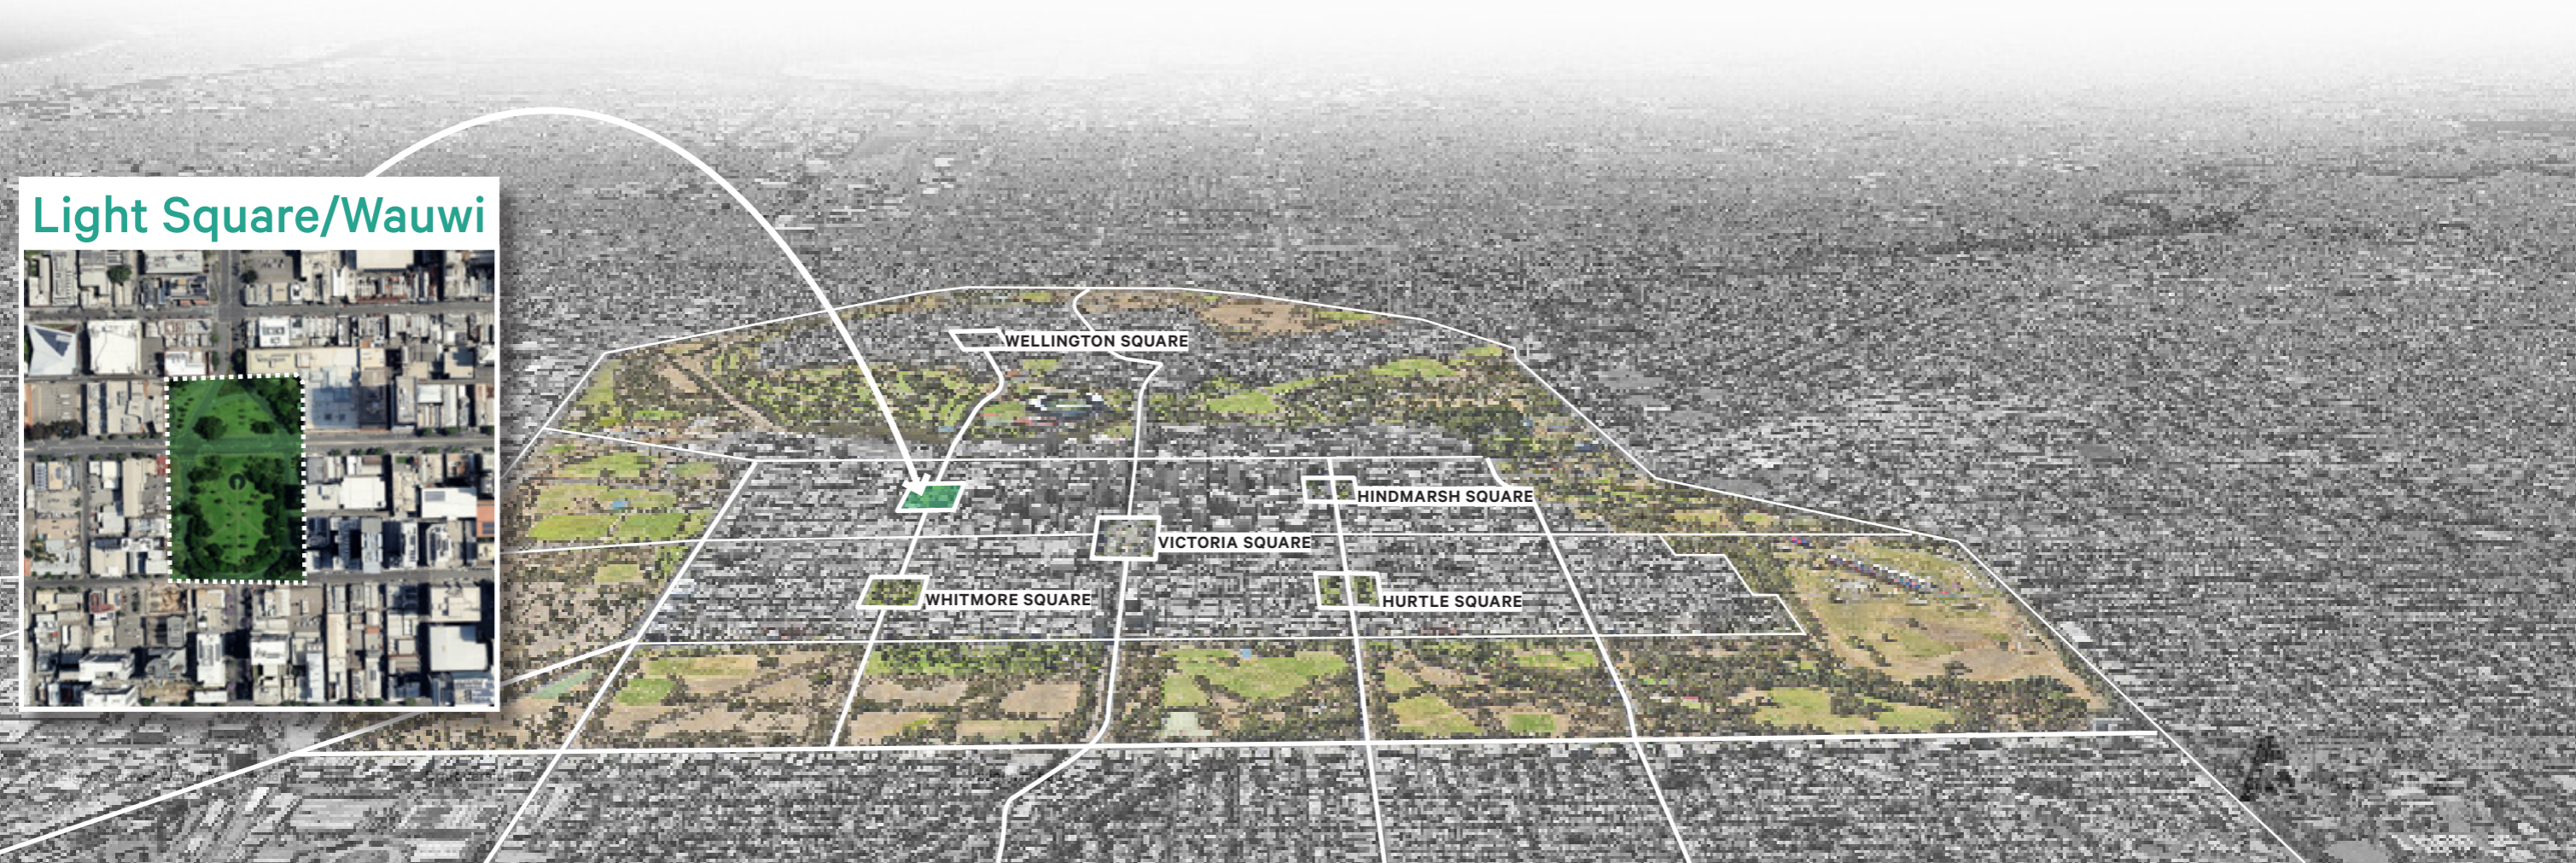 Light Square/Wauwi
WELLINGTON SQUARE
HINDMARSH SQUARE
VICTORIA SQUARE
WHITMORE SQUARE
HURTLE SQUARE